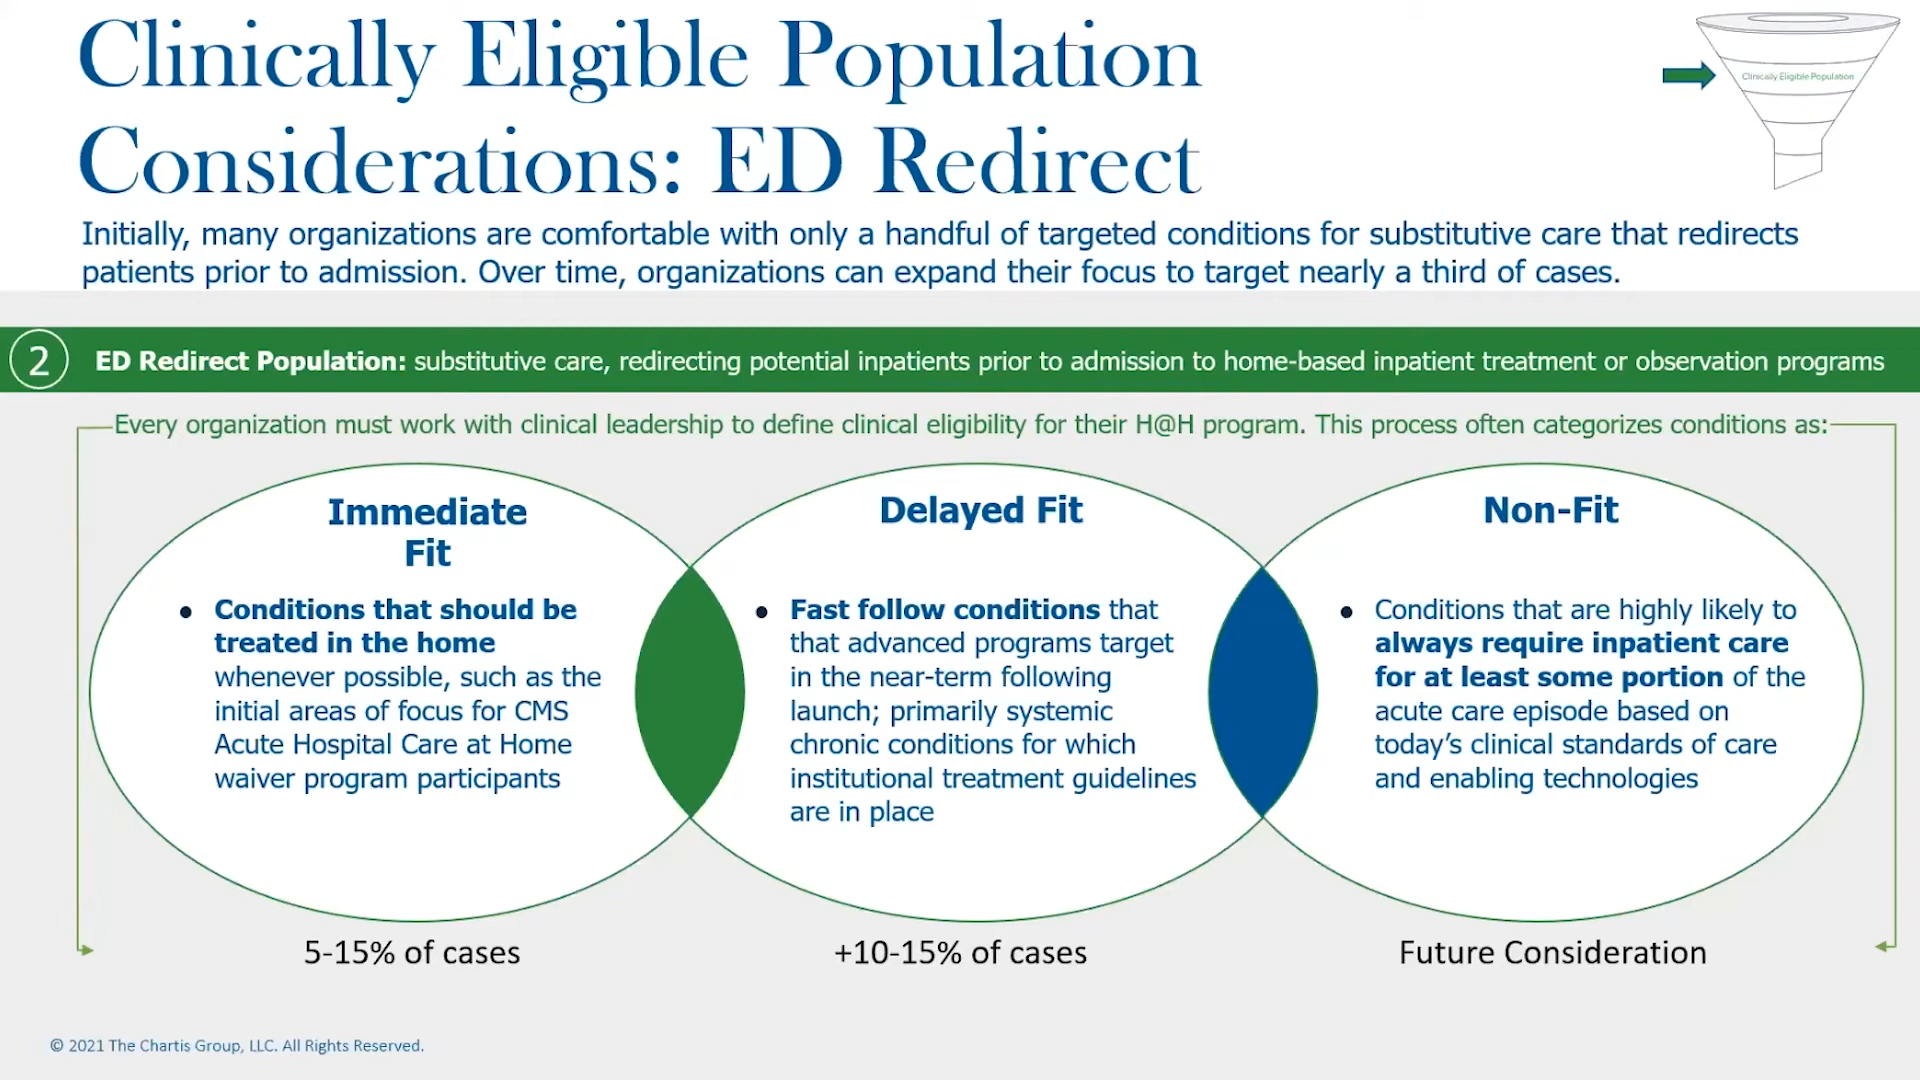 Clinically Eligible Population
Considerations: ED Redirect
Clinically Eligible Population
Initially, many organizations are comfortable with only a handful of targeted conditions for substitutive care that redirects
patients prior to admission. Over time, organizations can expand their focus to target nearly a third of cases.
2
ED Redirect Population: substitutive care, redirecting potential inpatients prior to admission to home-based inpatient treatment or observation programs
Every organization must work with clinical leadership to define clinical eligibility for their H@H program. This process often categorizes conditions as:
Immediate
Fit
• Conditions that should be
treated in the home
whenever possible, such as the
initial areas of focus for CMS
Acute Hospital Care at Home
waiver program participants
5-15% of cases
Delayed Fit
• Fast follow conditions that
that advanced programs target
in the near-term following
launch; primarily systemic
chronic conditions for which
institutional treatment guidelines
are in place
+10-15% of cases
Non-Fit
• Conditions that are highly likely to
always require inpatient care
for at least some portion of the
acute care episode based on
today's clinical standards of care
and enabling technologies
Future Consideration
© 2021 The Chartis Group, LLC. All Rights Reserved.